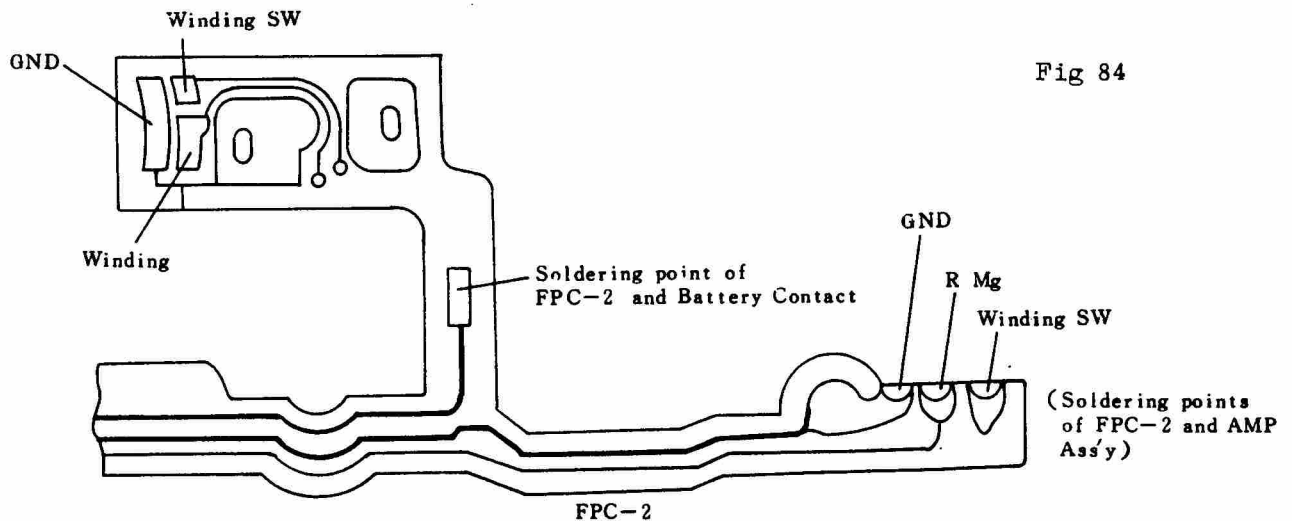 Winding SW
GND
Fig 84
Winding
GND
Soldering point of
FPC-2 and Battery Contact
R Mg
Winding SW
(Soldering points
of FPC-2 and AMP
Ass'y)
FPC-2